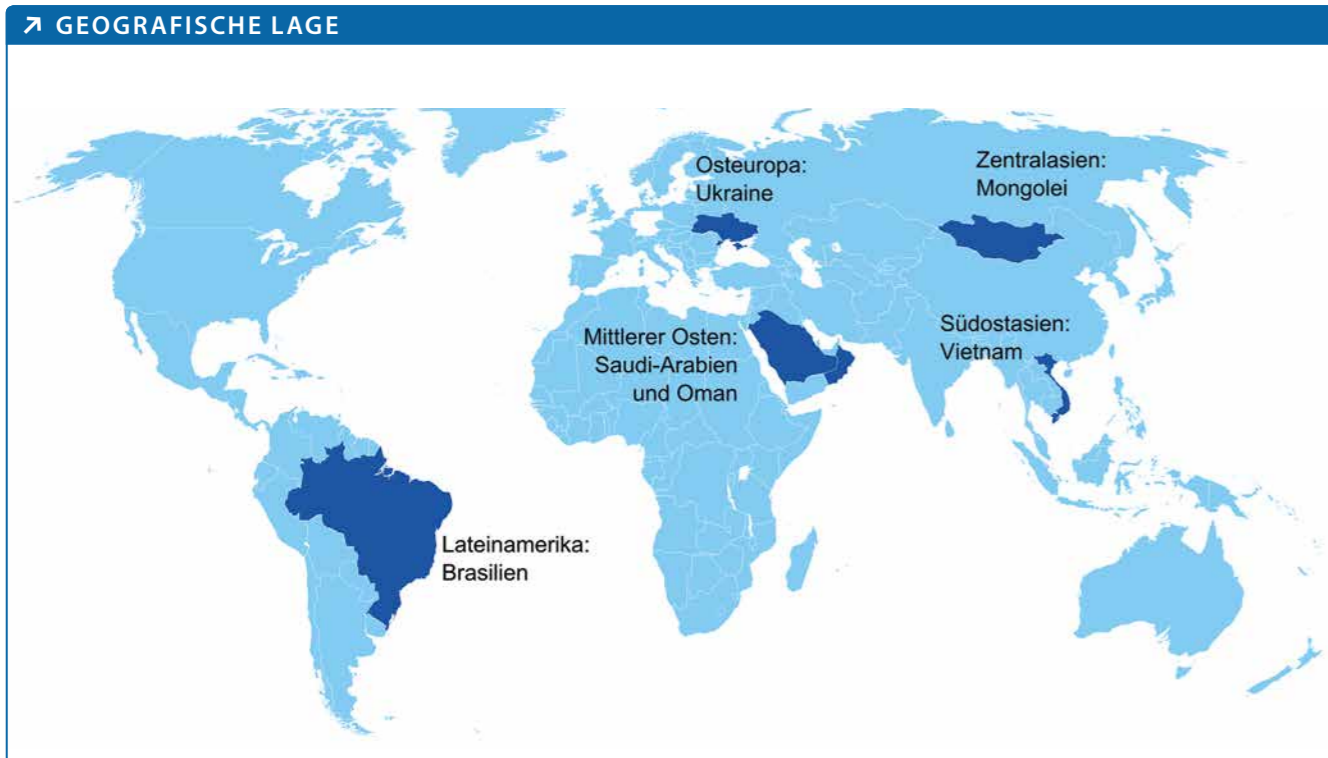 GEOGRAFISCHE LAGE
Osteuropa:
Ukraine
Zentralasien:
Mongolei
Mittlerer Osten:
Saudi-Arabien
und Oman
Südostasien:
Vietnam
Lateinamerika:
Brasilien